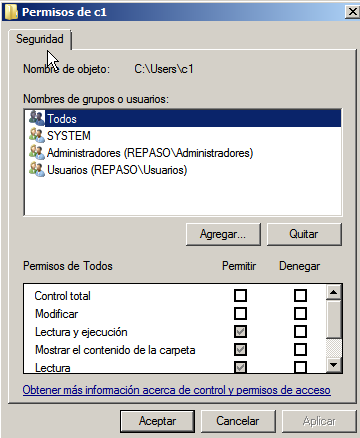 Permisos de c1
Seguridad
Nombre de objeto: C:\Users\c1
Nombres de grupos o usuarios:
Todos
SYSTEM
Administradores (REPASO\Administradores)
Usuarios (REPASO\Usuarios)
Agregar... Quitar
Permisos de Todos Permitir Denegar
Control total
Modificar
Lectura y ejecución
Mostrar el contenido de la carpeta
Lectura
Obtener más información acerca de control y permisos de acceso
Aceptar Cancelar Aplicar